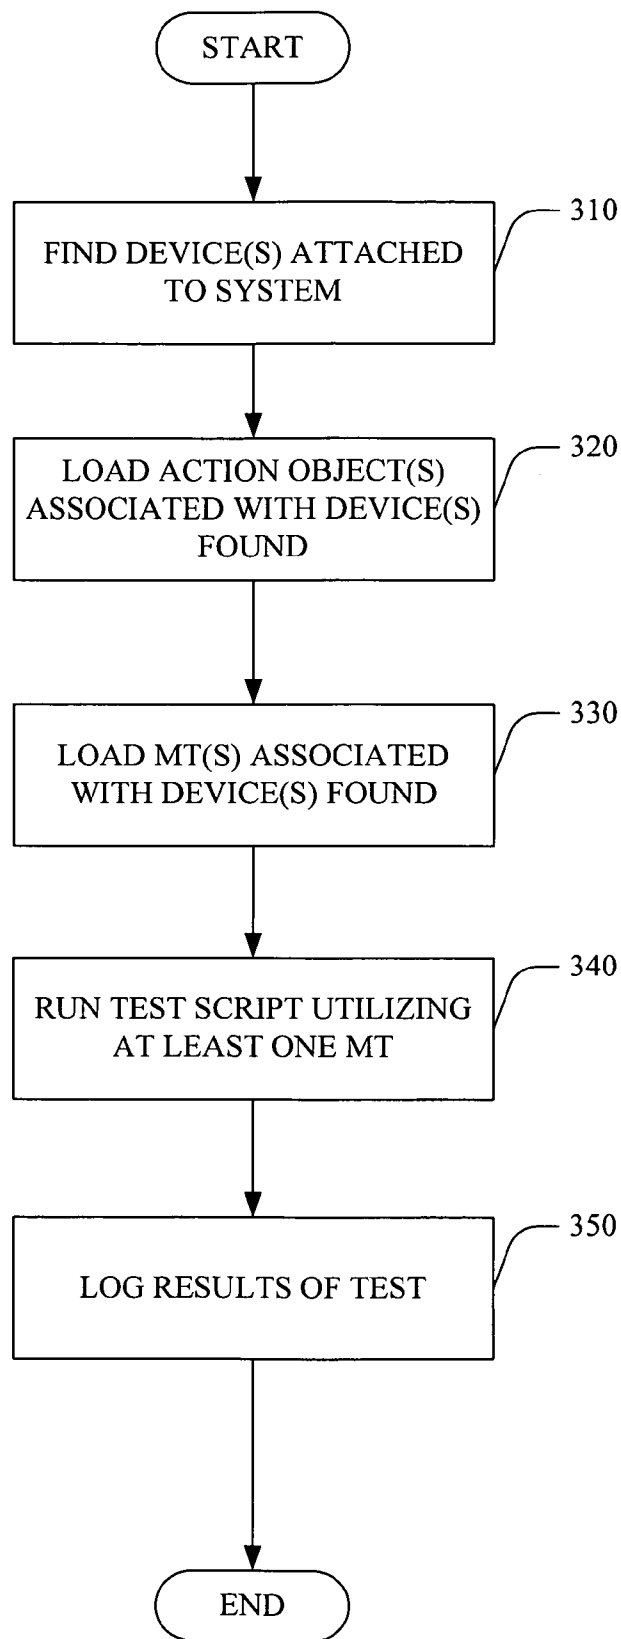 START
310
FIND DEVICE(S) ATTACHED
TO SYSTEM
320
LOAD ACTION OBJECT(S)
ASSOCIATED WITH DEVICE(S)
FOUND
330
LOAD MT(S) ASSOCIATED
WITH DEVICE(S) FOUND
340
RUN TEST SCRIPT UTILIZING
AT LEAST ONE MT
350
LOG RESULTS OF TEST
END